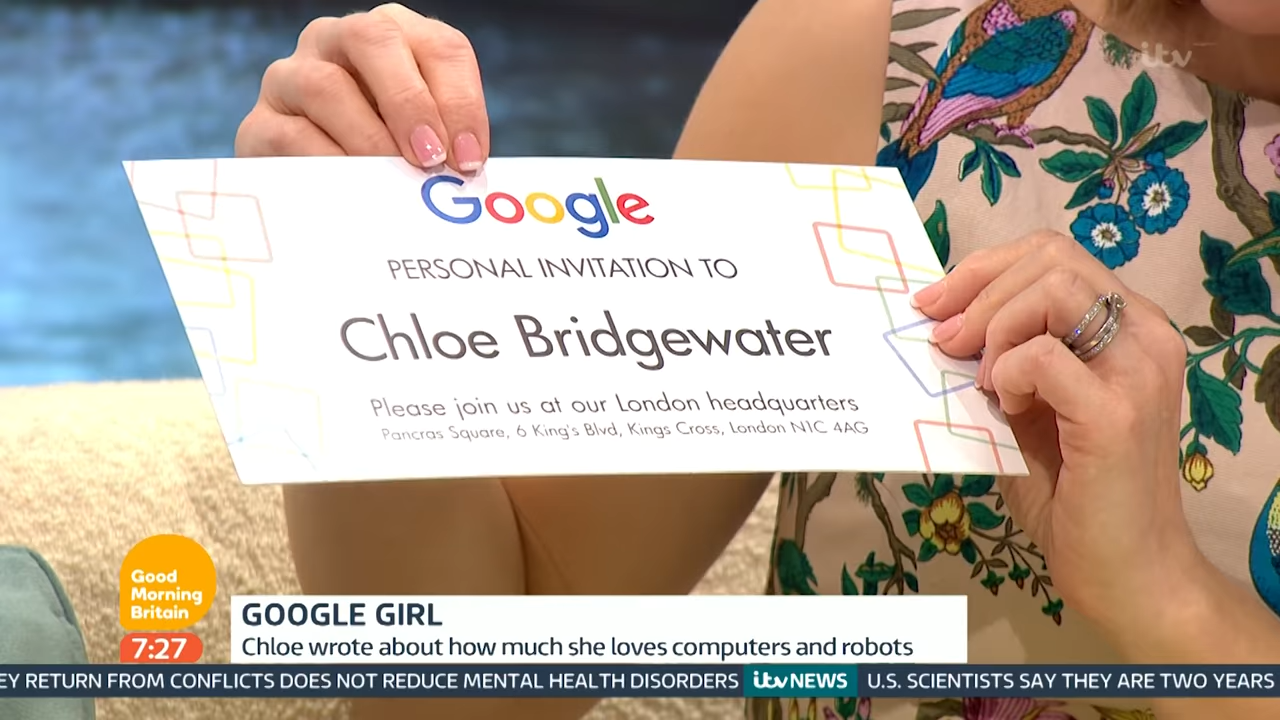 itv
Google
PERSONAL INVITATION TO
Chloe Bridgewater
Please join us at our London headquarters
Pancras Square, 6 King's Blvd, Kings Cross, London N1C 4AG
Good
Morning
Britain
7:27
GOOGLE GIRL
Chloe wrote about how much she loves computers and robots
EY RETURN FROM CONFLICTS DOES NOT REDUCE MENTAL HEALTH DISORDERS itv NEWS U.S. SCIENTISTS SAY THEY ARE TWO YEARS